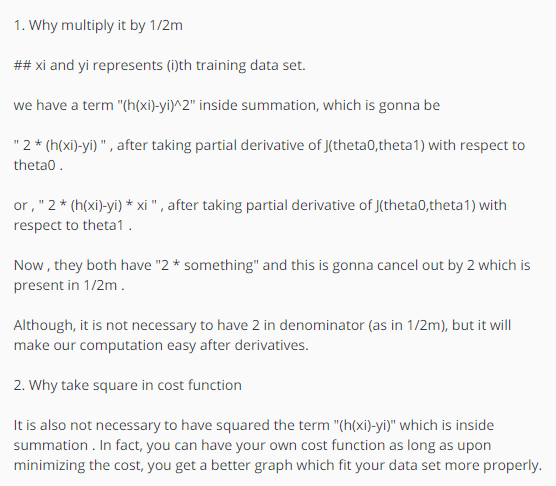 1. Why multiply it by 1/2m
## xi and yi represents (i)th training data set.
we have a term "(h(xi)-yi)^2" inside summation, which is gonna be
" 2 * (h(xi)-yi) " , after taking partial derivative of J(theta0,theta1) with respect to
theta0 .
or , " 2 * (h(xi)-yi) * xi " , after taking partial derivative of J(theta0,theta1) with
respect to theta1 .
Now , they both have "2 * something" and this is gonna cancel out by 2 which is
present in 1/2m .
Although, it is not necessary to have 2 in denominator (as in 1/2m), but it will
make our computation easy after derivatives.
2. Why take square in cost function
It is also not necessary to have squared the term "(h(xi)-yi)" which is inside
summation . In fact, you can have your own cost function as long as upon
minimizing the cost, you get a better graph which fit your data set more properly.